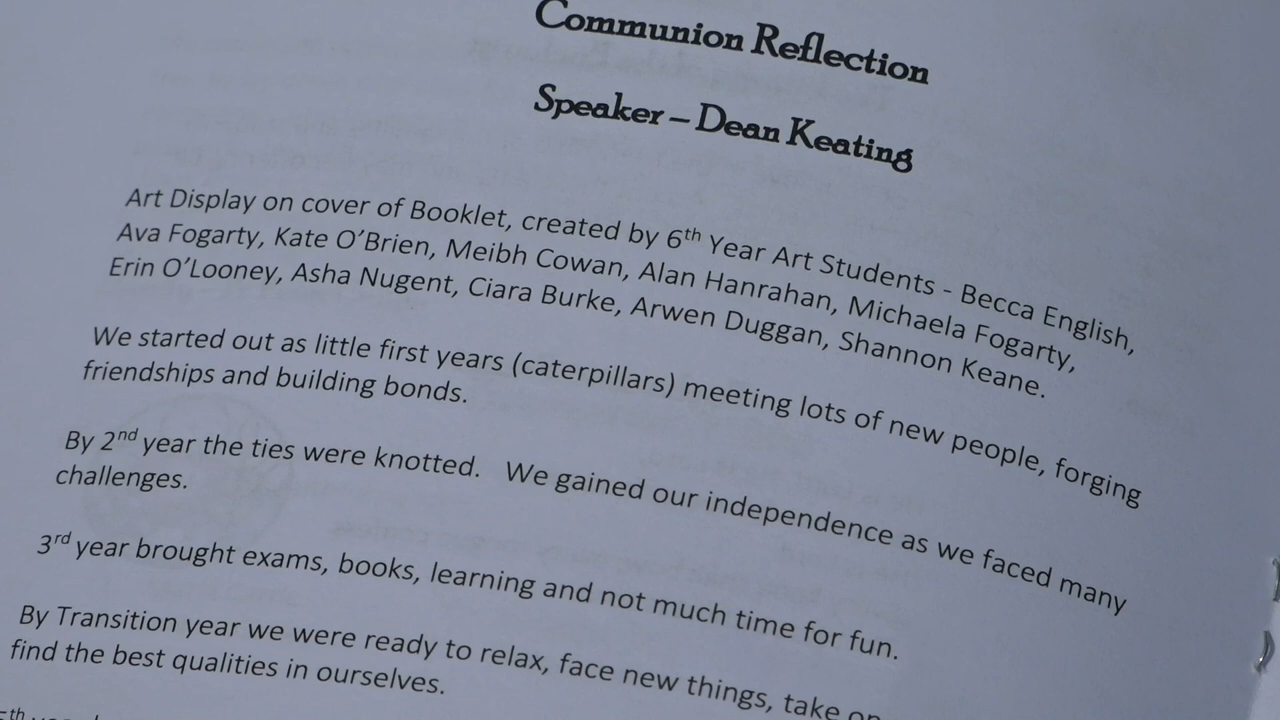 Communion Reflection
Speaker – Dean Keating
Art Display on cover of Booklet, created by 6th Year Art Students - Becca English,
Ava Fogarty, Kate O'Brien, Meibh Cowan, Alan Hanrahan, Michaela Fogarty,
Erin O'Looney, Asha Nugent, Ciara Burke, Arwen Duggan, Shannon Keane.
We started out as little first years (caterpillars) meeting lots of new people, forging
friendships and building bonds.
By 2nd year the ties were knotted. We gained our independence as we faced many
challenges.
3rd year brought exams, books, learning and not much time for fun.
By Transition year we were ready to relax, face new things, take on
find the best qualities in ourselves.